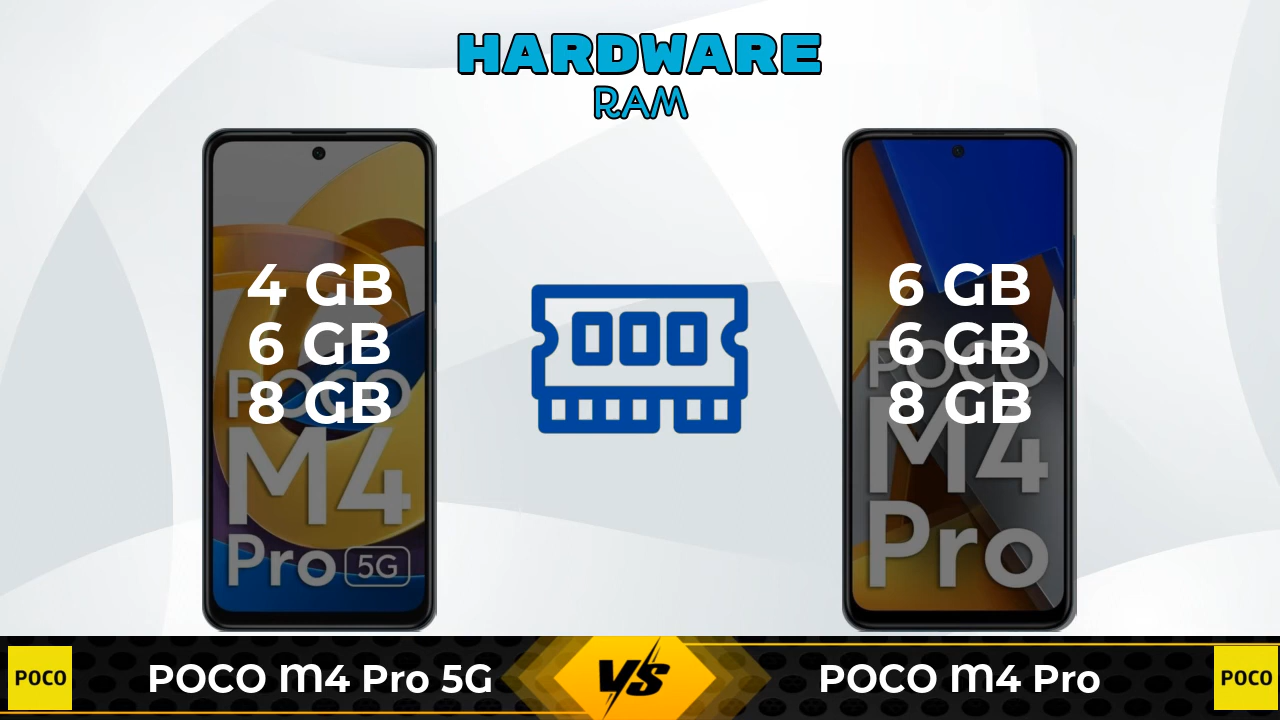 HARDWARE
RAM
4 GB
6 GB
8 GB
POCO
M4
Pro 5G
6 GB
6 GB
8 GB
POCO
M4
Pro
POCO
POCO M4 Pro 5G
VS
POCO M4 Pro
POCO